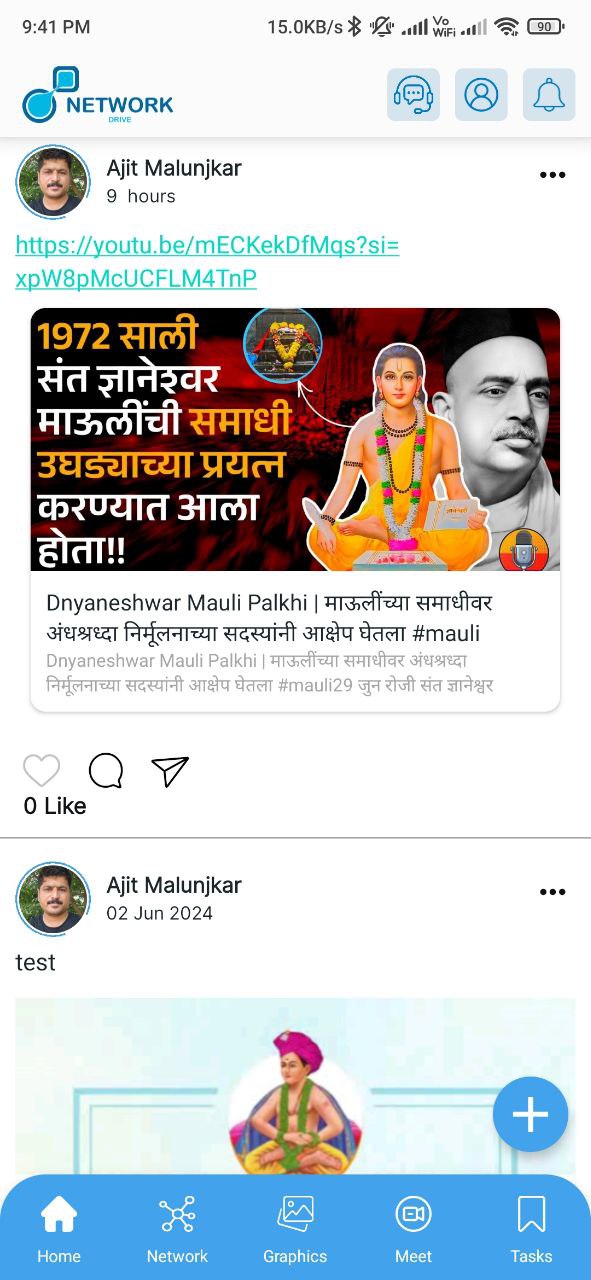 9:41 PM
15.0KB/s
Vo
WiFi
90
NETWORK
DRIVE
Ajit Malunjkar
9 hours
https://youtu.be/mECKekDfMqs?si=
xpW8pMcUCFLM4TnP
1972 साली
संत ज्ञानेश्वर
माऊलींची समाधी
उघड्याच्या प्रयत्न
करण्यात आला
होता!!
Dnyaneshwar Mauli Palkhi | माऊलींच्या समाधीवर
अंधश्रध्दा निर्मूलनाच्या सदस्यांनी आक्षेप घेतला #mauli
Dnyaneshwar Mauli Palkhi | माऊलींच्या समाधीवर अंधश्रध्दा
निर्मूलनाच्या सदस्यांनी आक्षेप घेतला #mauli29 जुन रोजी संत ज्ञानेश्वर
0 Like
Ajit Malunjkar
02 Jun 2024
test
Home
Network
Graphics
Meet
Tasks